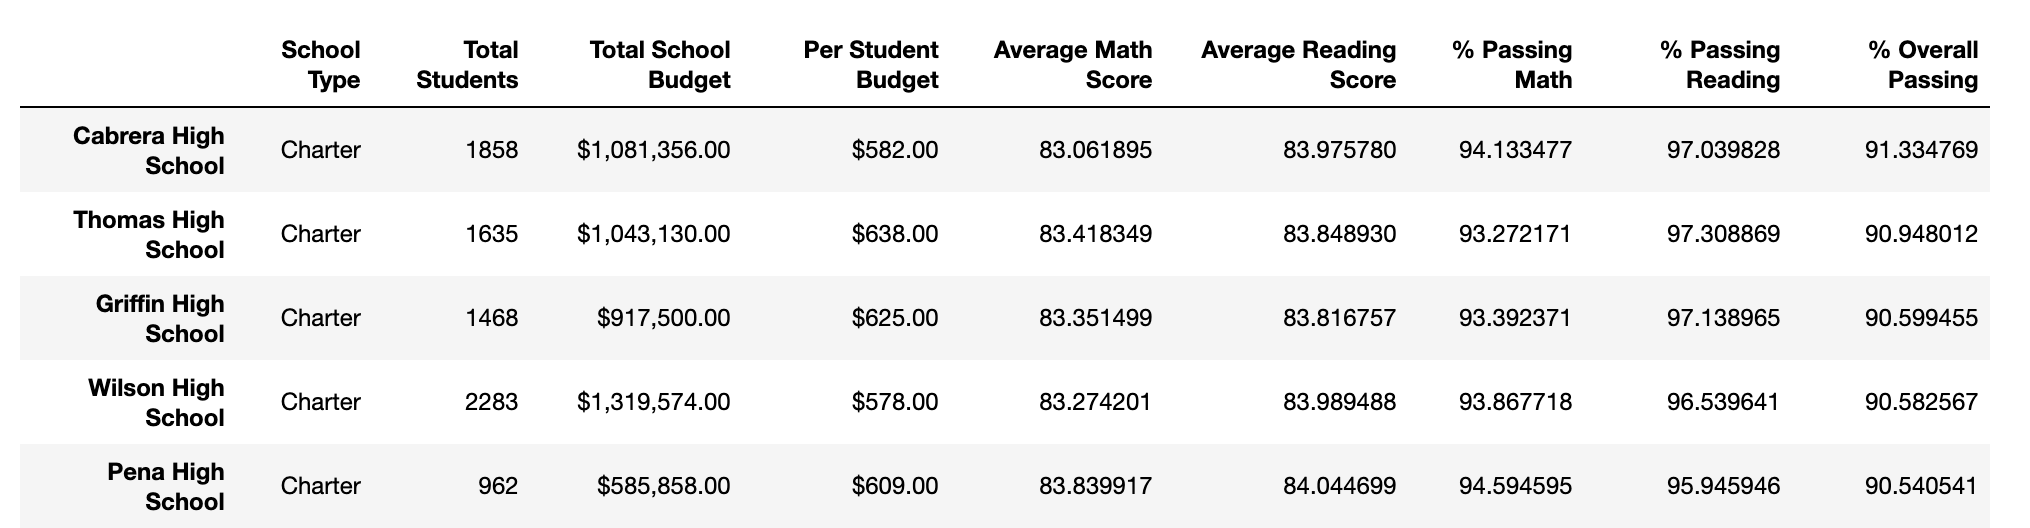 School Type Total Students Total School Budget Per Student Budget Average Math Score Average Reading Score % Passing Math % Passing Reading % Overall Passing
Cabrera High School Charter 1858 $1,081,356.00 $582.00 83.061895 83.975780 94.133477 97.039828 91.334769
Thomas High School Charter 1635 $1,043,130.00 $638.00 83.418349 83.848930 93.272171 97.308869 90.948012
Griffin High School Charter 1468 $917,500.00 $625.00 83.351499 83.816757 93.392371 97.138965 90.599455
Wilson High School Charter 2283 $1,319,574.00 $578.00 83.274201 83.989488 93.867718 96.539641 90.582567
Pena High School Charter 962 $585,858.00 $609.00 83.839917 84.044699 94.594595 95.945946 90.540541